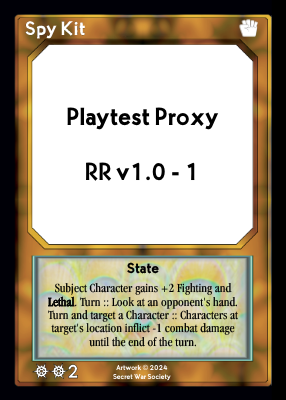 Spy Kit
Playtest Proxy
RR v1.0 - 1
State
Subject Character gains +2 Fighting and
Lethal. Turn :: Look at an opponent's hand.
Turn and target a Character :: Characters at
target's location inflict -1 combat damage
until the end of the turn.
2
Artwork © 2024
Secret War Society